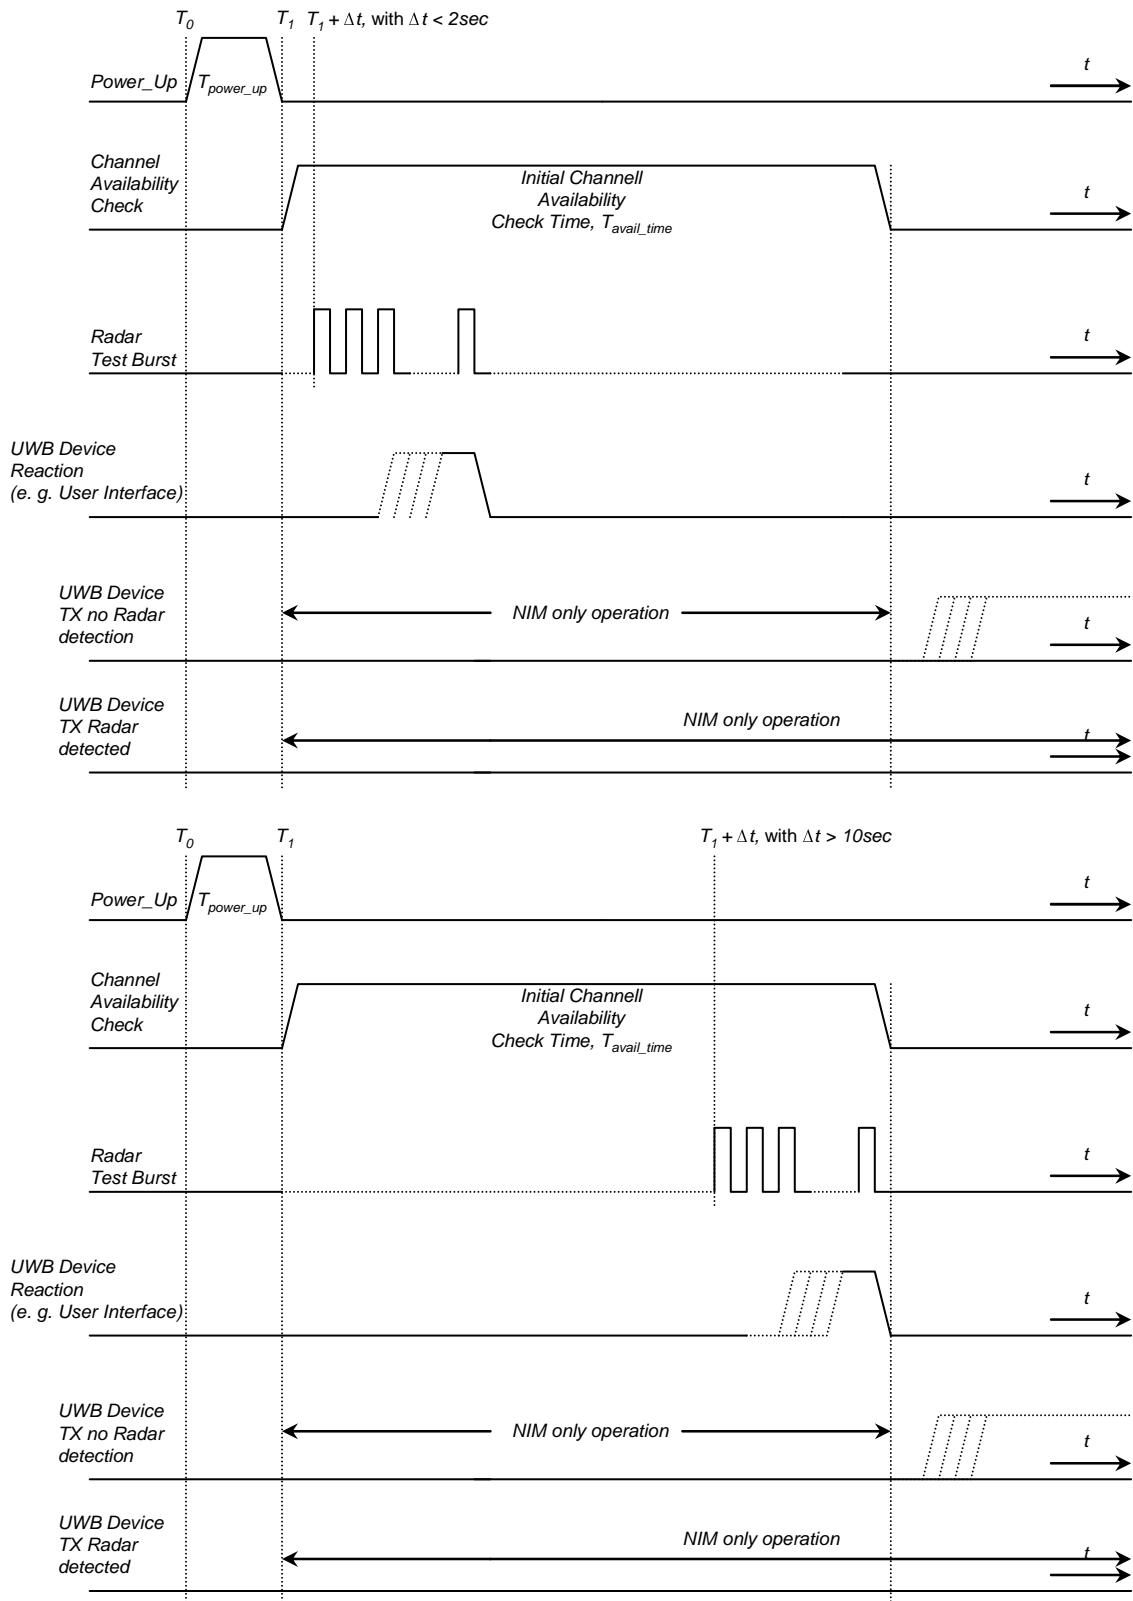 T0 T1 T1 + Δt, with Δt < 2sec
t
Power_Up Tpower_up
Channel
Availability
Check
Initial Channell
Availability
Check Time, Tavail_time
t
Radar
Test Burst
t
UWB Device
Reaction
(e. g. User Interface)
t
UWB Device
TX no Radar
detection
NIM only operation
t
UWB Device
TX Radar
detected
NIM only operation
t
T0 T1 T1 + Δt, with Δt > 10sec
t
Power_Up Tpower_up
Channel
Availability
Check
Initial Channell
Availability
Check Time, Tavail_time
t
Radar
Test Burst
t
UWB Device
Reaction
(e. g. User Interface)
t
UWB Device
TX no Radar
detection
NIM only operation
t
UWB Device
TX Radar
detected
NIM only operation
t